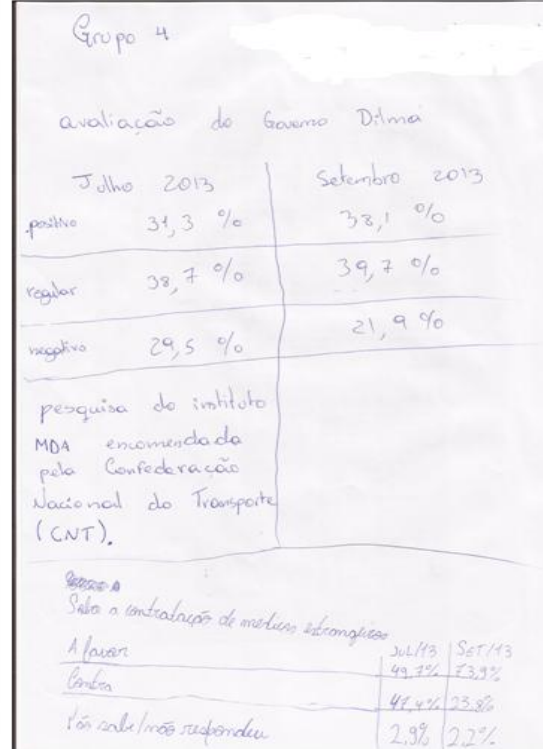 Grupo 4
avaliação do Governo Dilma
Julho 2013 Setembro 2013
positivo 31,3 % 38,1 %
regular 38,7 % 39,7 %
negativo 29,5 % 21,9 %
pesquisa do instituto
MDA encomendada
pela Confederação
Nacional do Transporte
(CNT).
Sobre a contratação de médicos estrangeiros
JUL/13 SET/13
A favor 49,7% 73,9%
Contra 47,4% 23,8%
Não sabe/não respondeu 2,9% 2,2%